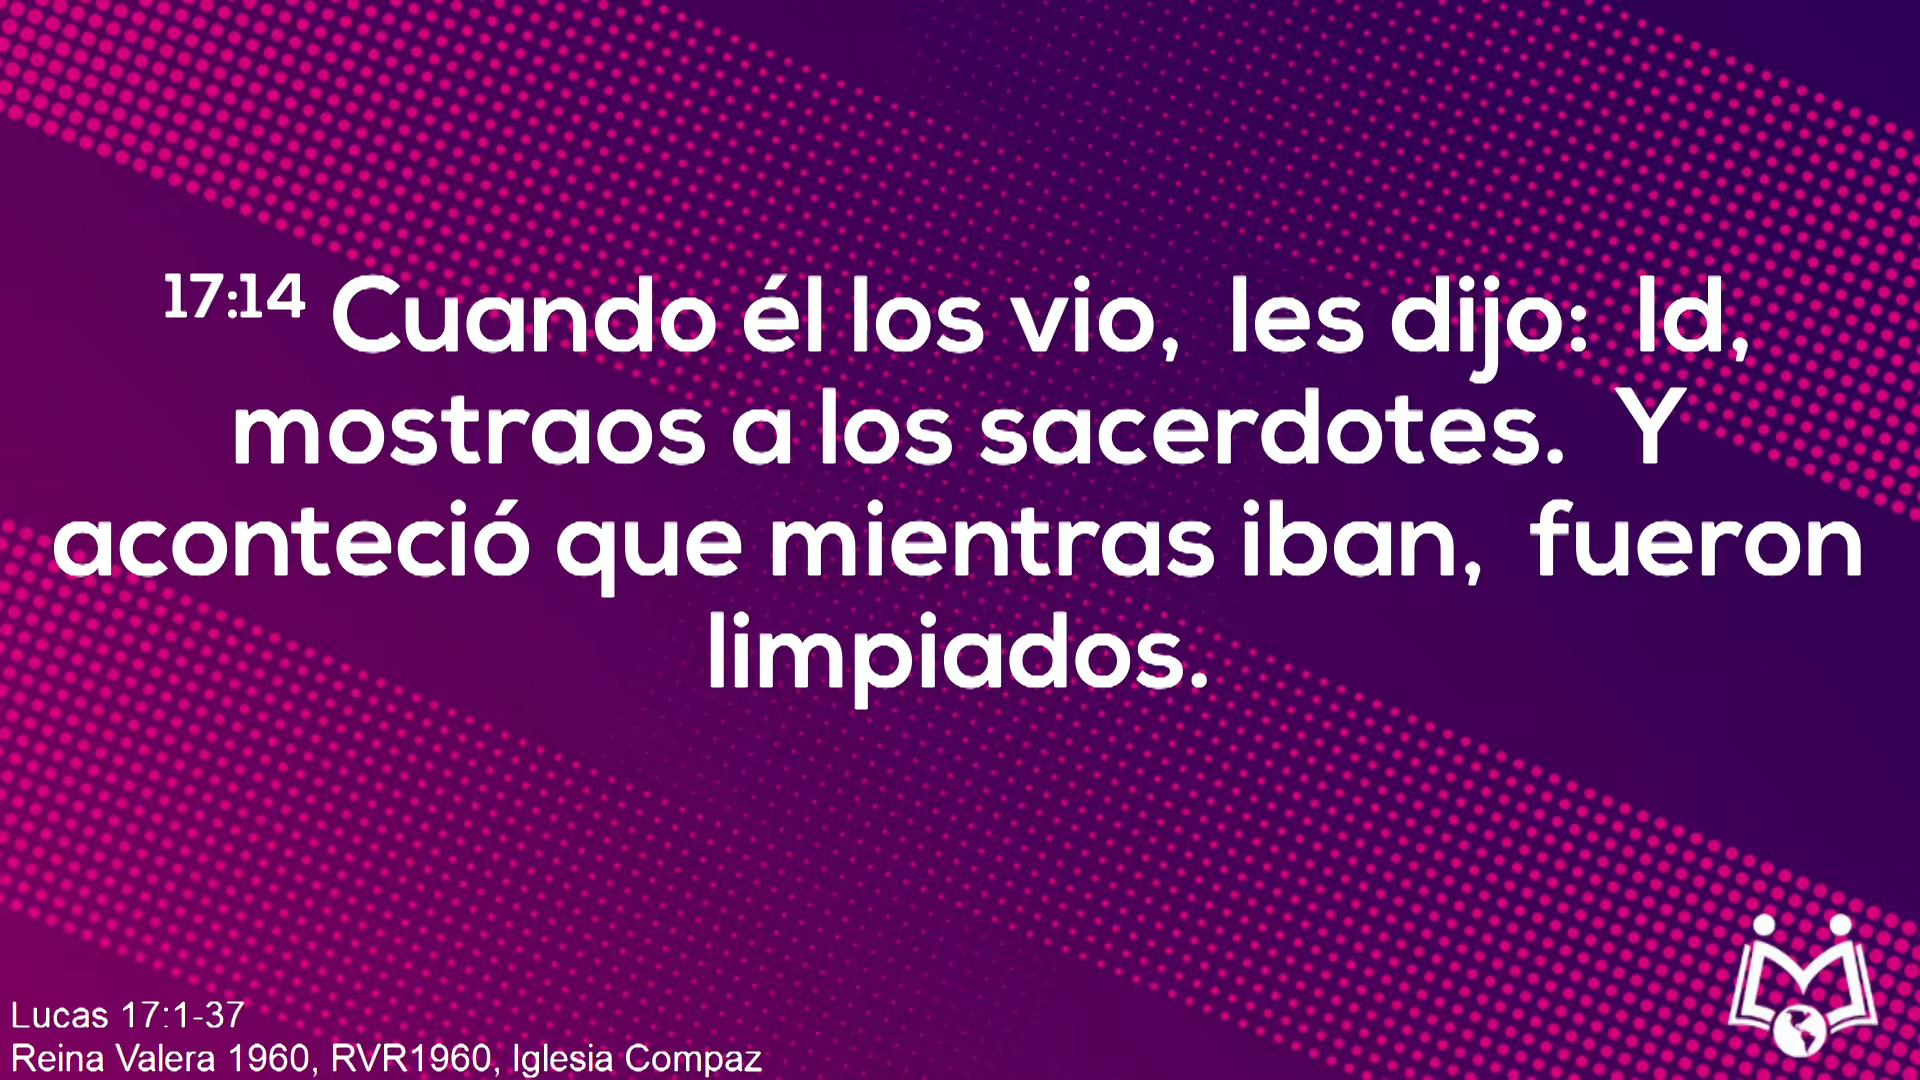 17:14 Cuando él los vio, les dijo: Id,
mostraos a los sacerdotes. Y
aconteció que mientras iban, fueron
limpiados.
Lucas 17:1-37
Reina Valera 1960, RVR1960, Iglesia Compaz